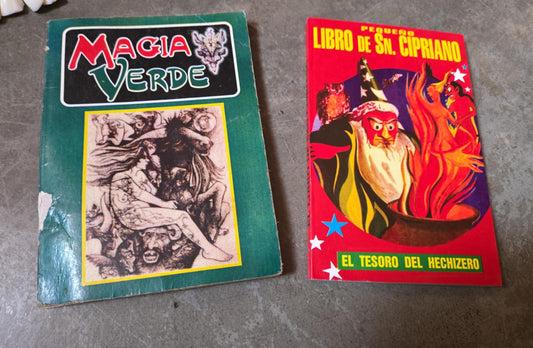 MAGIA
VERDE
PEQUEÑO
LIBRO DE SN. CIPRIANO
EL TESORO DEL HECHIZERO